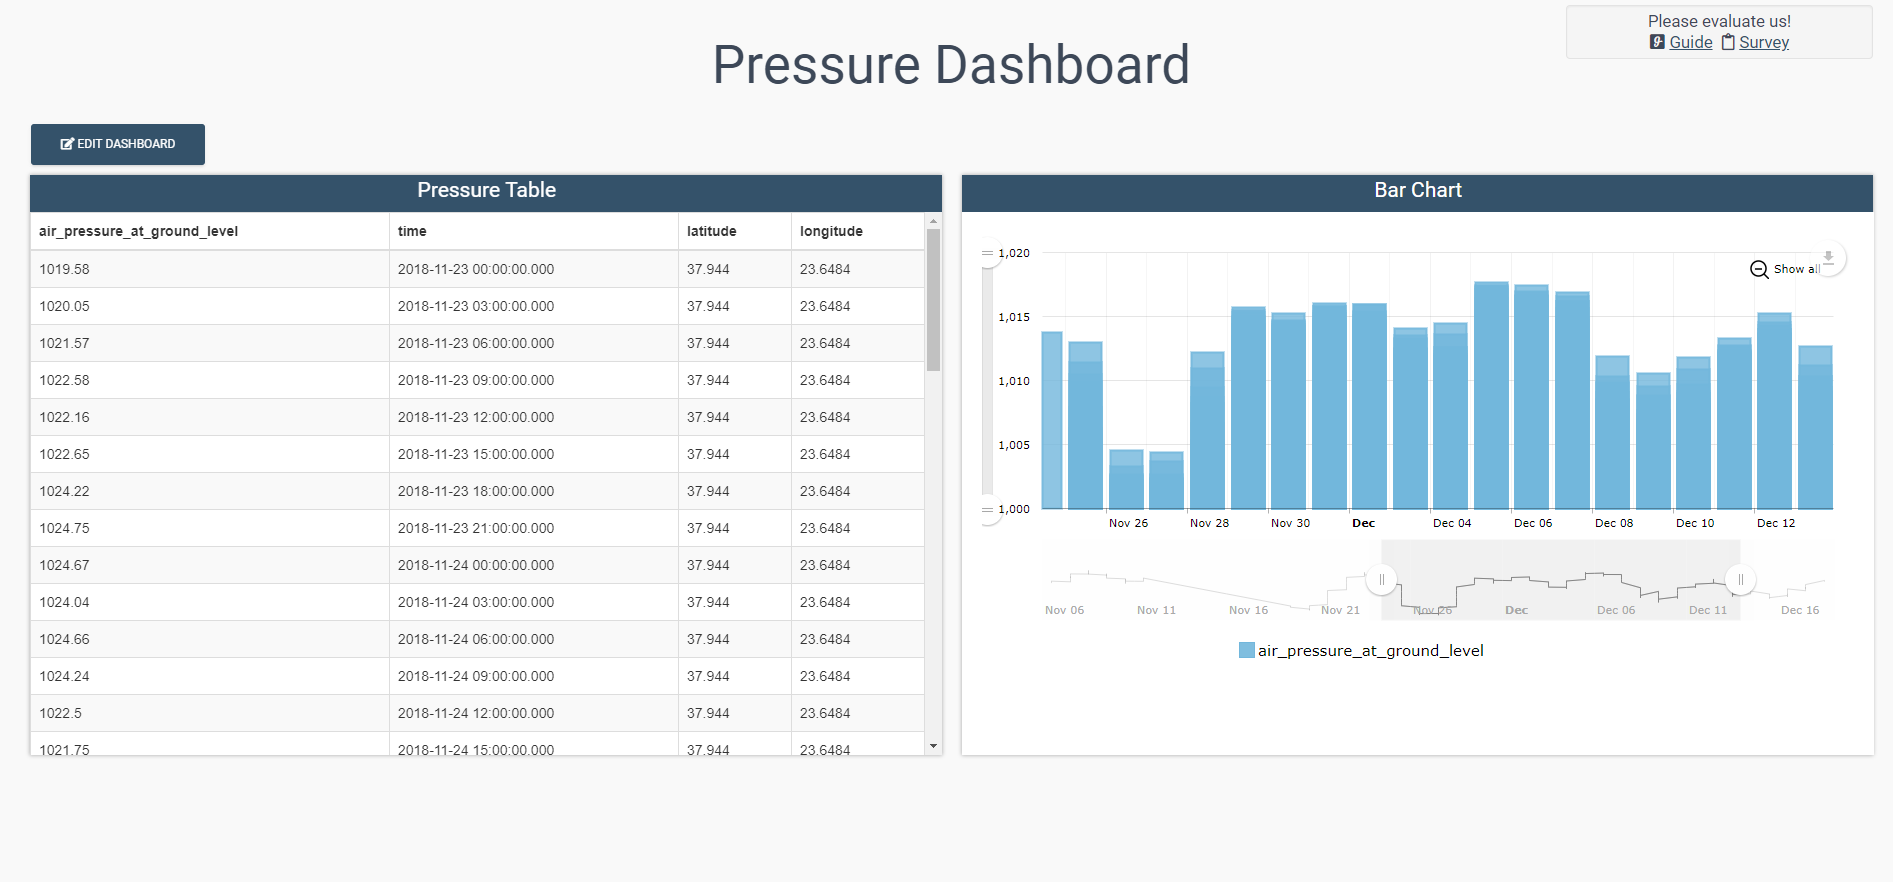 Please evaluate us!
Guide Survey
Pressure Dashboard
EDIT DASHBOARD
Pressure Table
air_pressure_at_ground_level time latitude longitude
1019.58 2018-11-23 00:00:00.000 37.944 23.6484
1020.05 2018-11-23 03:00:00.000 37.944 23.6484
1021.57 2018-11-23 06:00:00.000 37.944 23.6484
1022.58 2018-11-23 09:00:00.000 37.944 23.6484
1022.16 2018-11-23 12:00:00.000 37.944 23.6484
1022.65 2018-11-23 15:00:00.000 37.944 23.6484
1024.22 2018-11-23 18:00:00.000 37.944 23.6484
1024.75 2018-11-23 21:00:00.000 37.944 23.6484
1024.67 2018-11-24 00:00:00.000 37.944 23.6484
1024.04 2018-11-24 03:00:00.000 37.944 23.6484
1024.66 2018-11-24 06:00:00.000 37.944 23.6484
1024.24 2018-11-24 09:00:00.000 37.944 23.6484
1022.5 2018-11-24 12:00:00.000 37.944 23.6484
1021.75 2018-11-24 15:00:00.000 37.944 23.6484
Bar Chart
1,020
Show all
1,015
1,010
1,005
1,000
Nov 26 Nov 28 Nov 30 Dec Dec 04 Dec 06 Dec 08 Dec 10 Dec 12
Nov 06 Nov 11 Nov 16 Nov 21 Nov 26 Dec Dec 06 Dec 11 Dec 16
air_pressure_at_ground_level